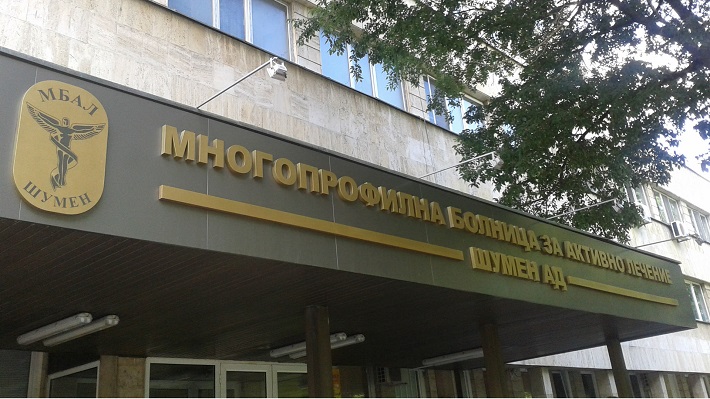 МБАЛ
ШУМЕН
МНОГОПРОФИЛНА БОЛНИЦА ЗА АКТИВНО ЛЕЧЕНИЕ
ШУМЕН АД